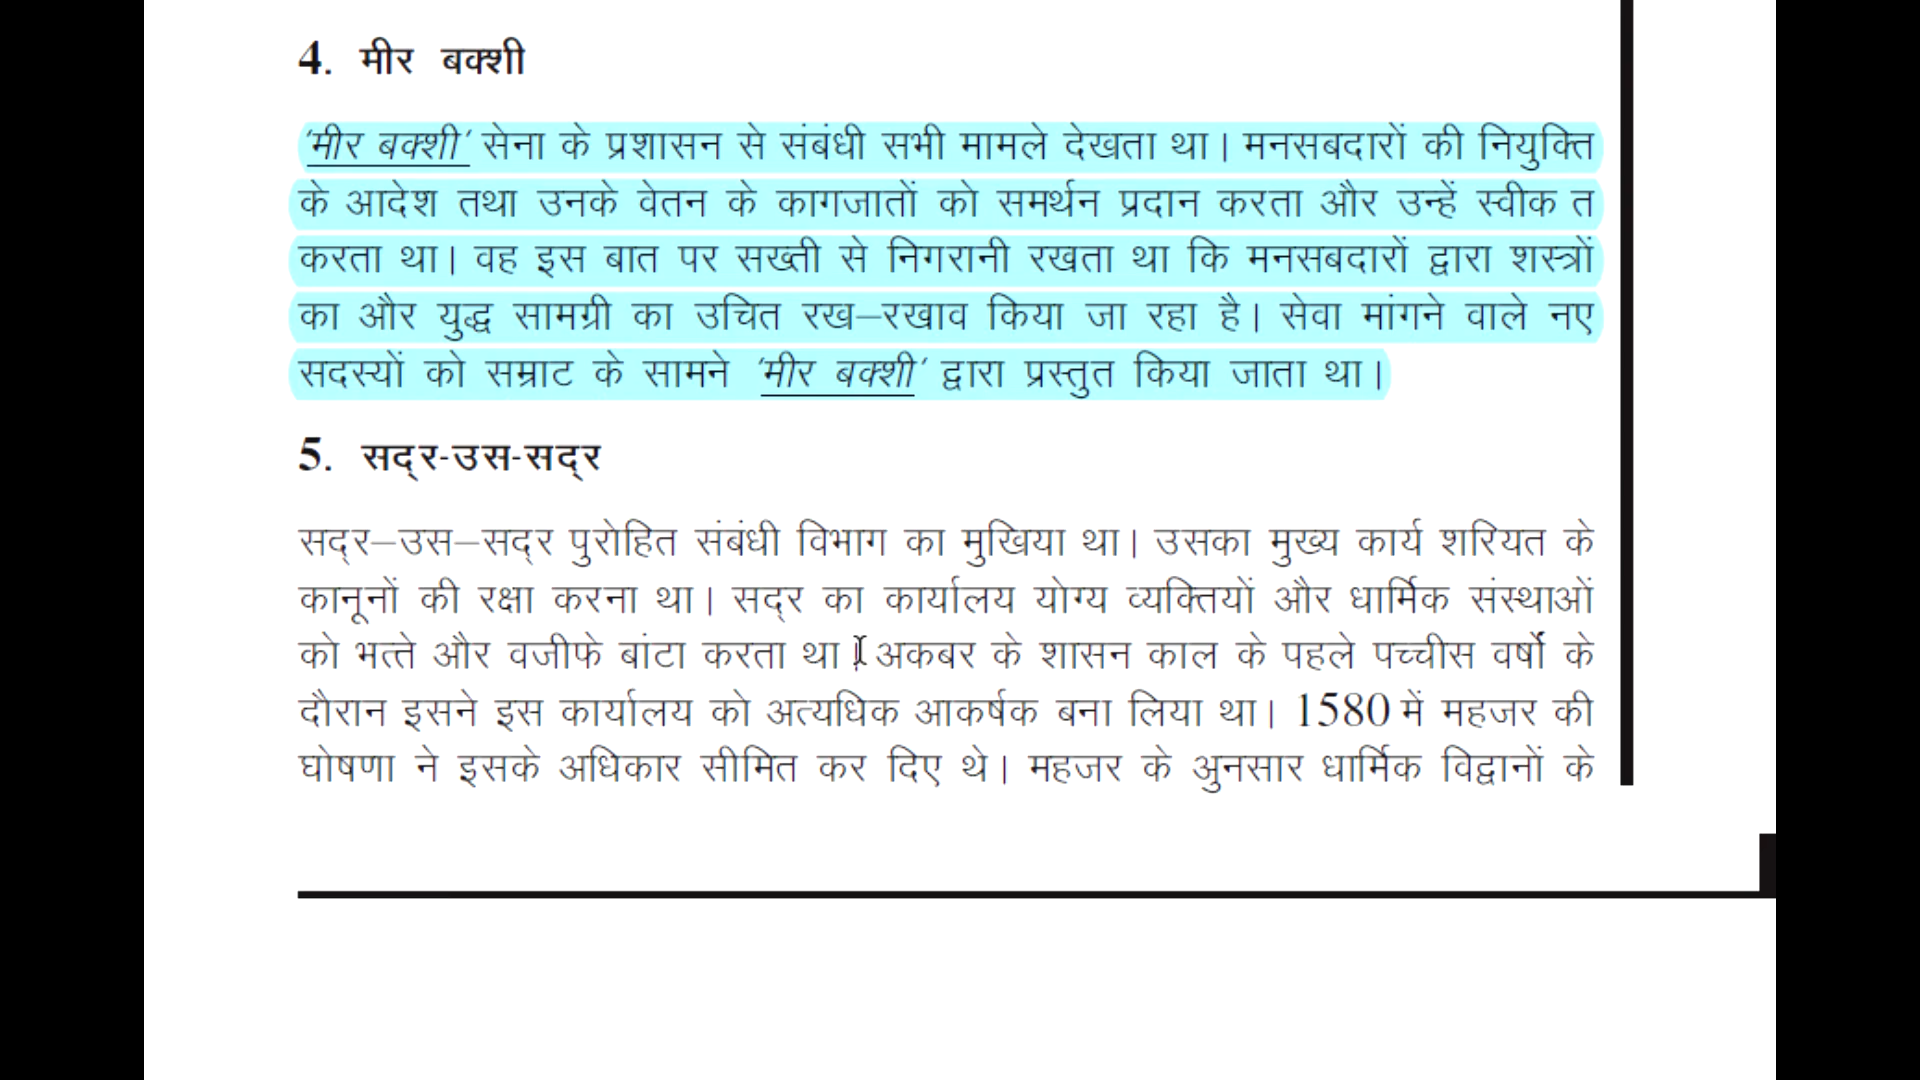 4. मीर बक्शी
'मीर बक्शी' सेना के प्रशासन से संबंधी सभी मामले देखता था। मनसबदारों की नियुक्ति
के आदेश तथा उनके वेतन के कागजातों को समर्थन प्रदान करता और उन्हें स्वीक त
करता था। वह इस बात पर सख्ती से निगरानी रखता था कि मनसबदारों द्वारा शस्त्रों
का और युद्ध सामग्री का उचित रख–रखाव किया जा रहा है। सेवा मांगने वाले नए
सदस्यों को सम्राट के सामने 'मीर बक्शी' द्वारा प्रस्तुत किया जाता था।
5. सद्र-उस-सद्र
सद्र–उस–सद्र पुरोहित संबंधी विभाग का मुखिया था। उसका मुख्य कार्य शरियत के
कानूनों की रक्षा करना था। सद्र का कार्यालय योग्य व्यक्तियों और धार्मिक संस्थाओं
को भत्ते और वजीफे बांटा करता था। अकबर के शासन काल के पहले पच्चीस वर्षों के
दौरान इसने इस कार्यालय को अत्यधिक आकर्षक बना लिया था। 1580 में महजर की
घोषणा ने इसके अधिकार सीमित कर दिए थे। महजर के अुनसार धार्मिक विद्वानों के